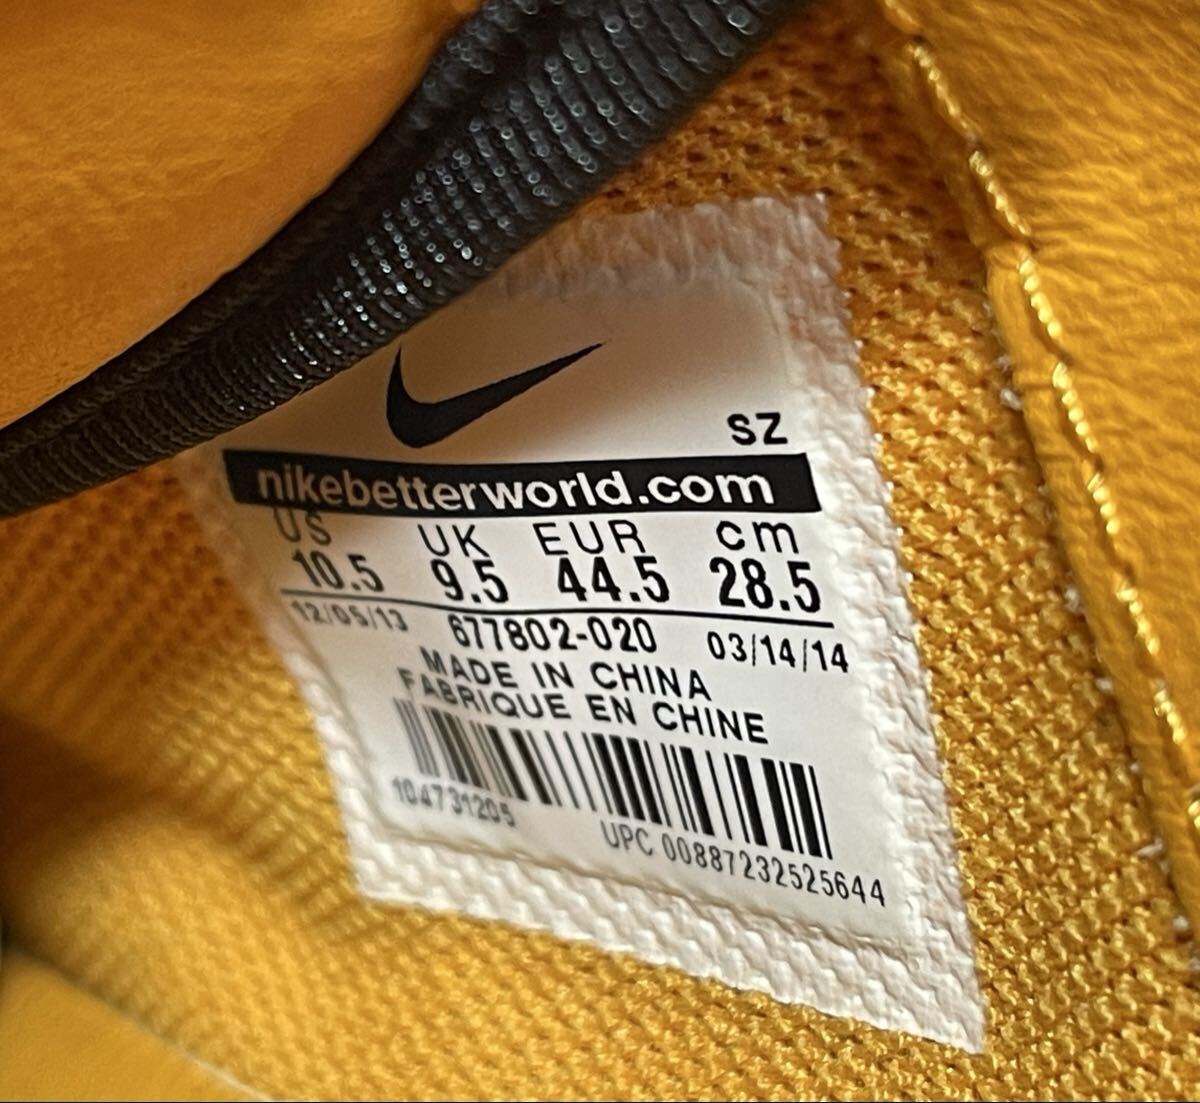 SZ
nikebetterworld.com
US UK EUR cm
10.5 9.5 44.5 28.5
12/05/13 677802-020 03/14/14
MADE IN CHINA
FABRIQUE EN CHINE
104731205
UPC 00887232525644